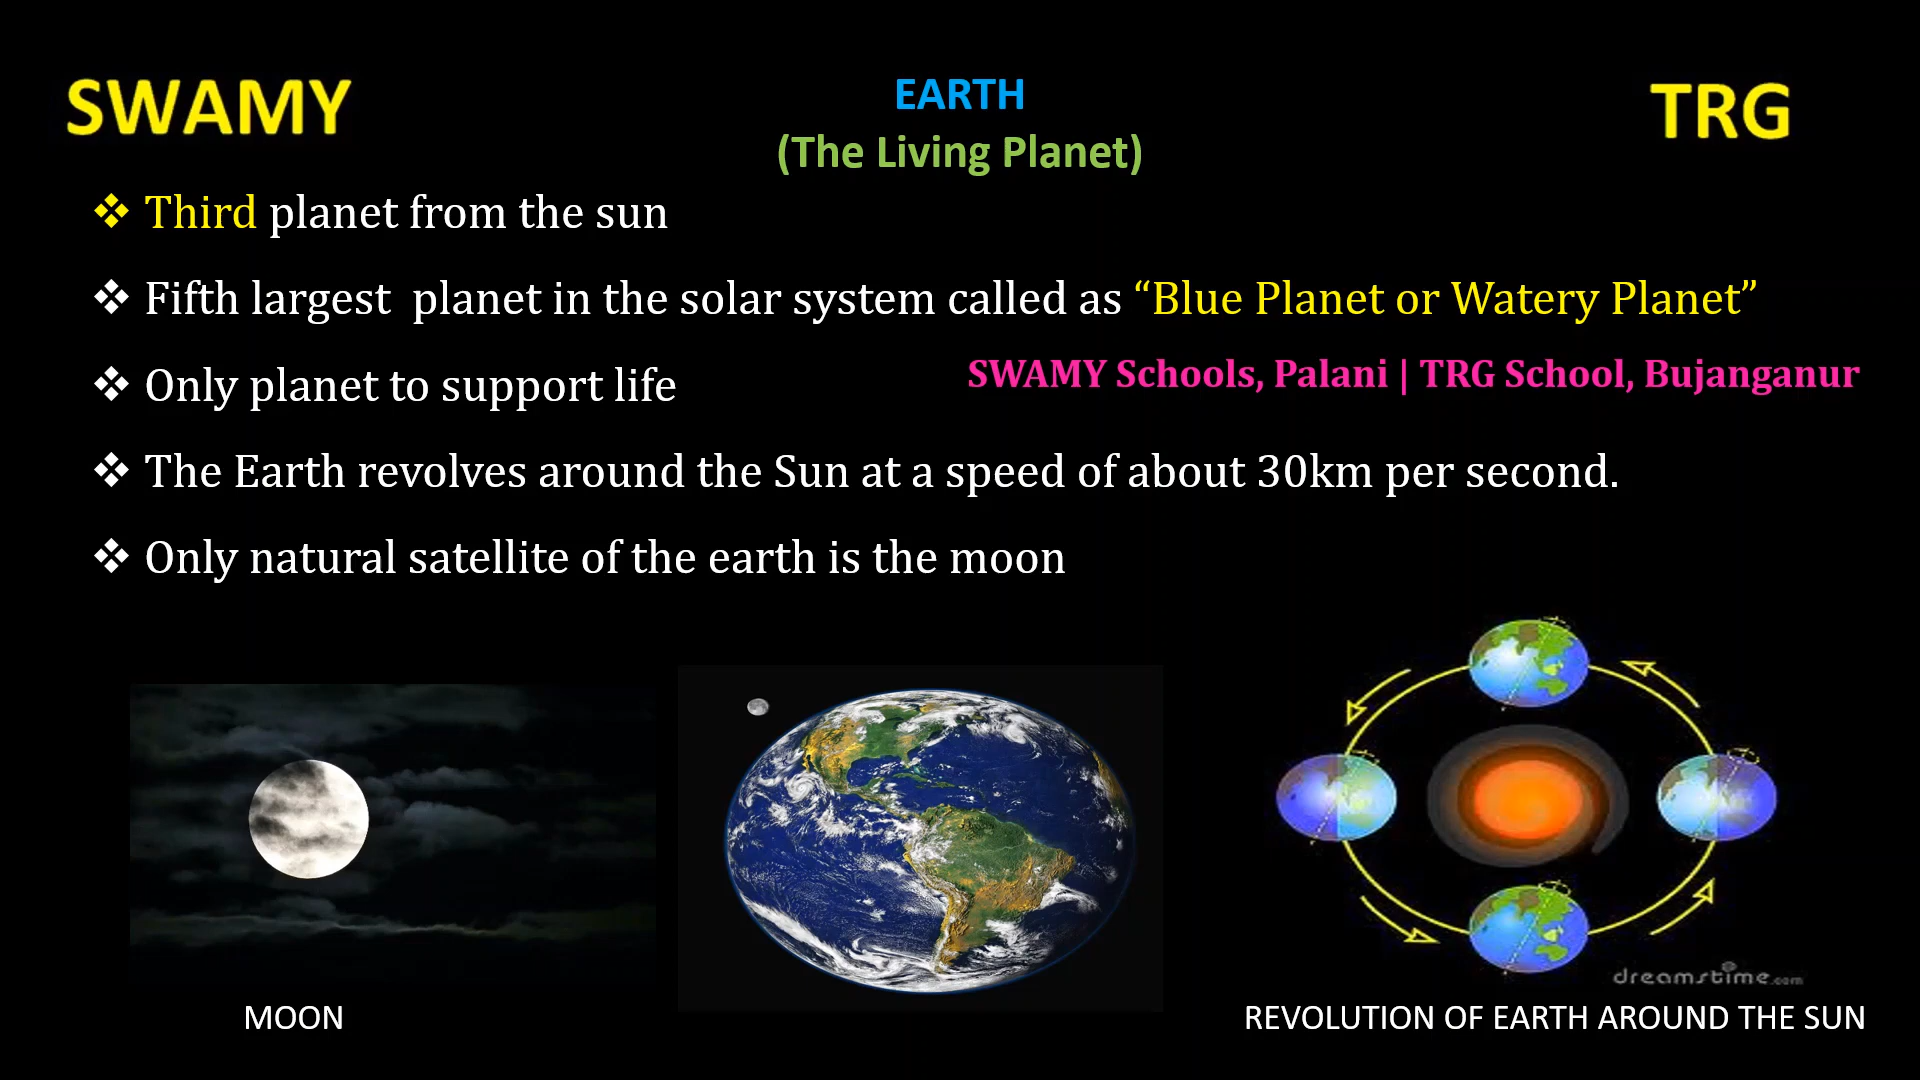 SWAMY
EARTH
TRG
(The Living Planet)
❖ Third planet from the sun
❖ Fifth largest planet in the solar system called as “Blue Planet or Watery Planet”
❖ Only planet to support life
SWAMY Schools, Palani | TRG School, Bujanganur
❖ The Earth revolves around the Sun at a speed of about 30km per second.
❖ Only natural satellite of the earth is the moon
dreamstime.com
MOON
REVOLUTION OF EARTH AROUND THE SUN